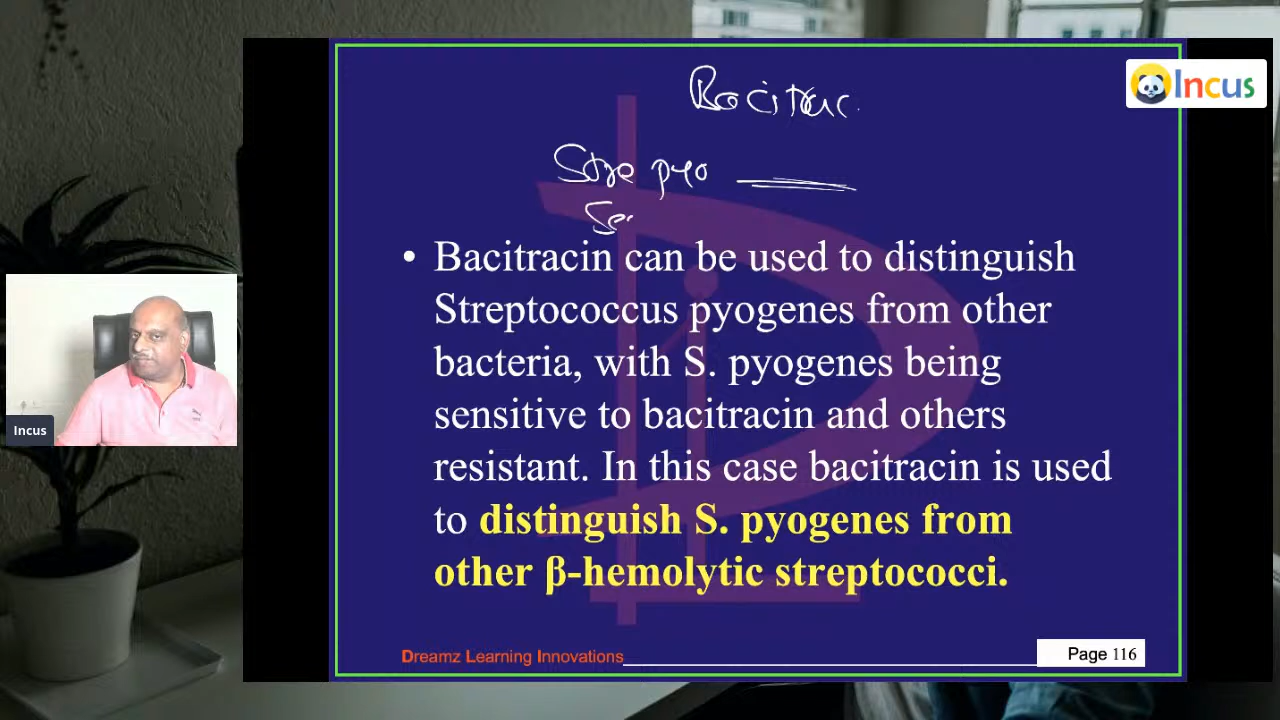 Bacitrac
Incus
Stre pyo
Se
• Bacitracin can be used to distinguish
Streptococcus pyogenes from other
bacteria, with S. pyogenes being
sensitive to bacitracin and others
resistant. In this case bacitracin is used
to distinguish S. pyogenes from
other β-hemolytic streptococci.
Incus
Dreamz Learning Innovations
Page 116